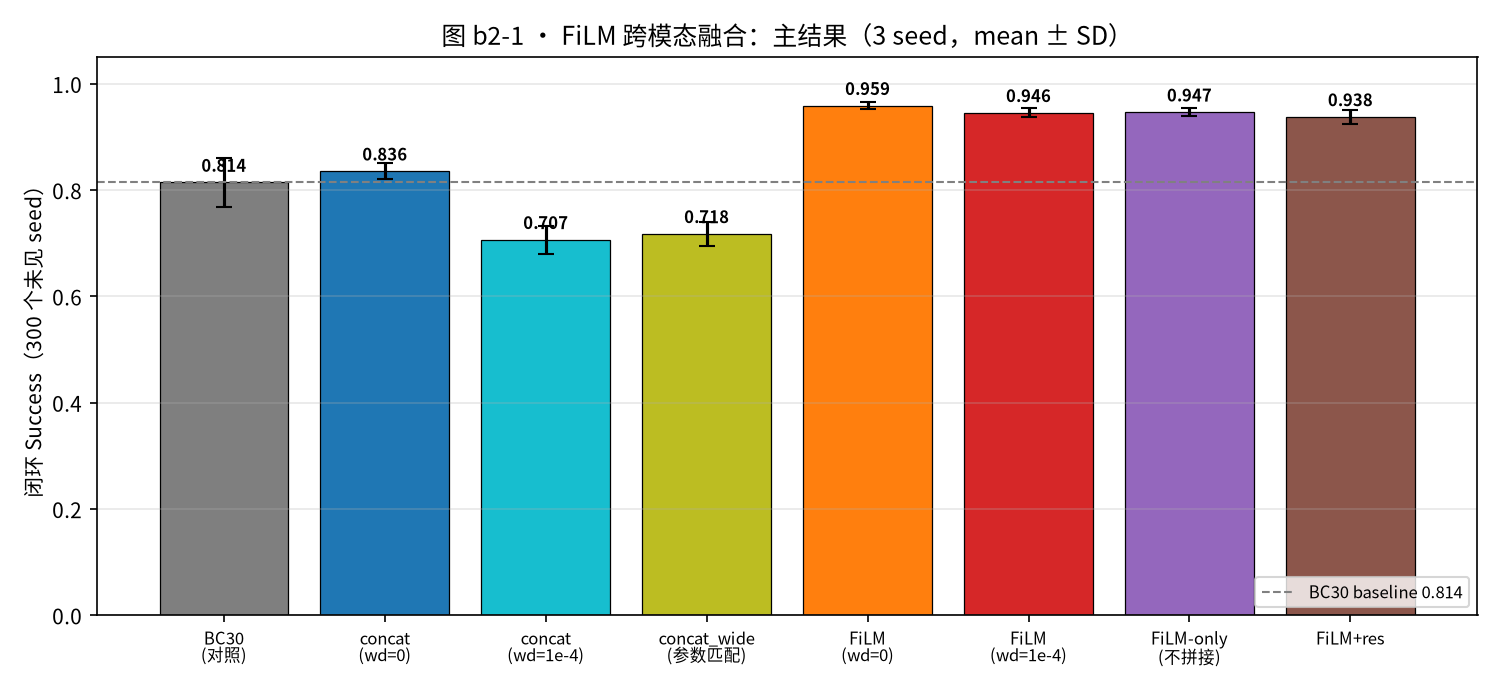 图 b2-1 · FiLM 跨模态融合：主结果（3 seed，mean ± SD）
闭环 Success（300 个未见 seed）
1.0
0.8
0.6
0.4
0.2
0.0
0.814
0.836
0.707
0.718
0.959
0.946
0.947
0.938
BC30 baseline 0.814
BC30
(对照)
concat
(wd=0)
concat
(wd=1e-4)
concat_wide
(参数匹配)
FiLM
(wd=0)
FiLM
(wd=1e-4)
FiLM-only
(不拼接)
FiLM+res